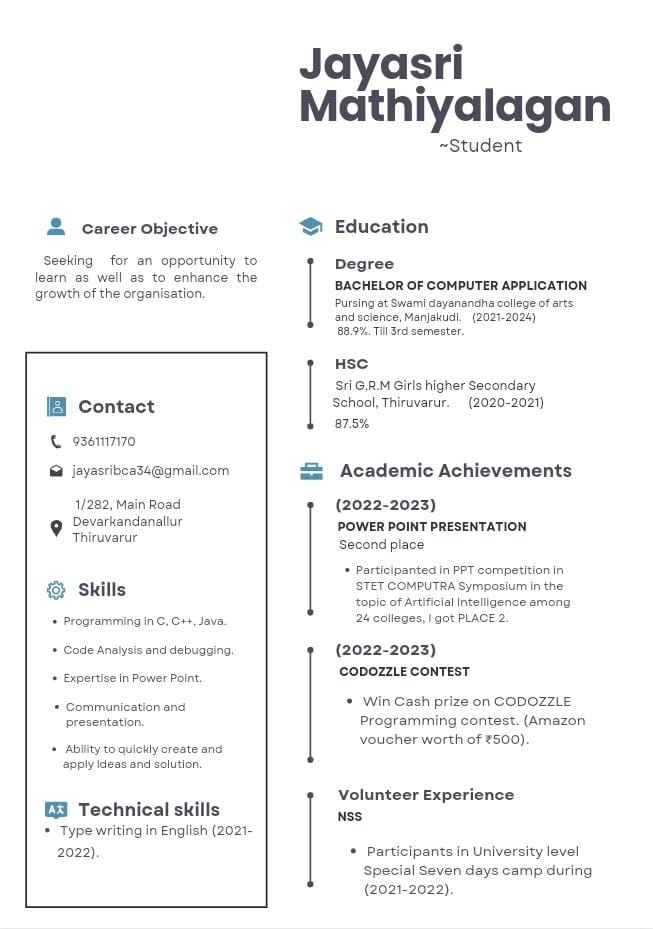 Jayasri
Mathiyalagan
~Student
Career Objective
Seeking for an opportunity to
learn as well as to enhance the
growth of the organisation.
Contact
9361117170
jayasribca34@gmail.com
1/282, Main Road
Devarkandanallur
Thiruvarur
Skills
• Programming in C, C++, Java.
• Code Analysis and debugging.
• Expertise in Power Point.
• Communication and
presentation.
• Ability to quickly create and
apply ideas and solution.
Technical skills
• Type writing in English (2021-
2022).
Education
Degree
BACHELOR OF COMPUTER APPLICATION
Pursing at Swami dayanandha college of arts
and science, Manjakudi. (2021-2024)
88.9%. Till 3rd semester.
HSC
Sri G.R.M Girls higher Secondary
School, Thiruvarur. (2020-2021)
87.5%
Academic Achievements
(2022-2023)
POWER POINT PRESENTATION
Second place
• Participanted in PPT competition in
STET COMPUTRA Symposium in the
topic of Artificial Intelligence among
24 colleges, I got PLACE 2.
(2022-2023)
CODOZZLE CONTEST
• Win Cash prize on CODOZZLE
Programming contest. (Amazon
voucher worth of ₹500).
Volunteer Experience
NSS
• Participants in University level
Special Seven days camp during
(2021-2022).